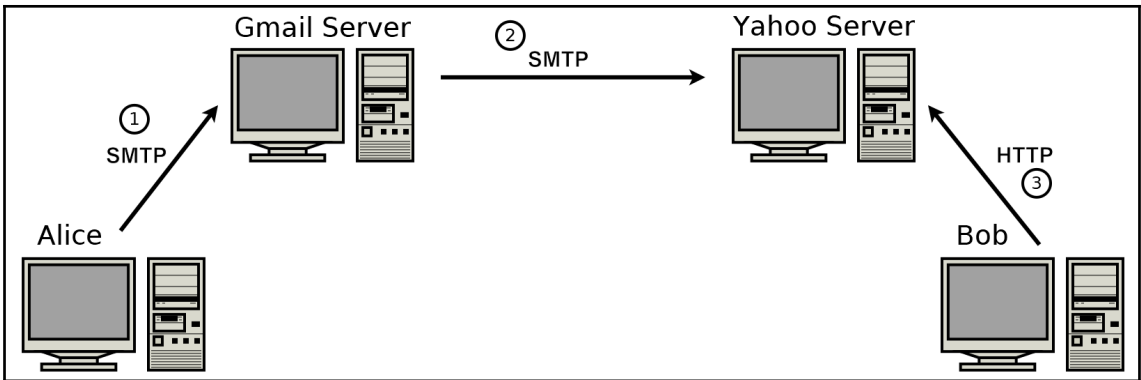 Gmail Server
2
SMTP
Yahoo Server
1
SMTP
HTTP
3
Alice
Bob